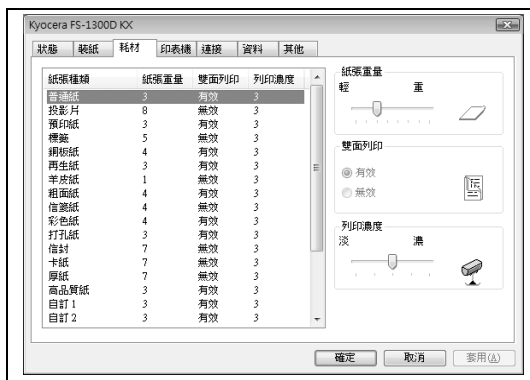 Kyocera FS-1300D KX
狀態 裝紙 耗材 印表機 連接 資料 其他
紙張種類 紙張重量 雙面列印 列印濃度
普通紙 3 有效 3
投影片 8 無效 3
預印紙 3 有效 3
標籤 5 無效 3
銅板紙 4 有效 3
再生紙 3 有效 3
羊皮紙 1 無效 3
粗面紙 4 有效 3
信箋紙 4 有效 3
彩色紙 4 有效 3
打孔紙 3 有效 3
信封 7 無效 3
卡紙 7 無效 3
厚紙 7 無效 3
高品質紙 3 有效 3
自訂 1 3 有效 3
自訂 2 3 有效 3
紙張重量
輕 重
雙面列印
有效
無效
列印濃度
淡 濃
確定 取消 套用(A)